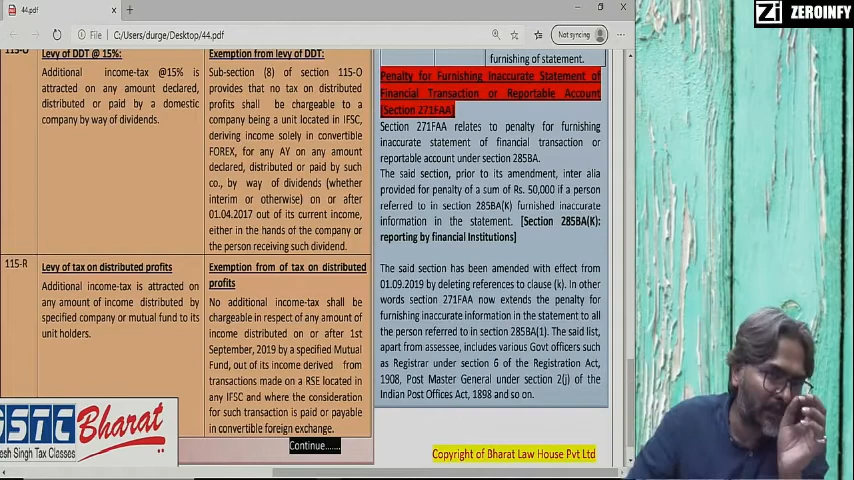 44.pdf
File
C:/Users/durge/Desktop/44.pdf
Not syncing
ZEROINFY
115-O
Levy of DDT @ 15%:
Additional income-tax @15% is
attracted on any amount declared,
distributed or paid by a domestic
company by way of dividends.
Exemption from levy of DDT:
Sub-section (8) of section 115-O
provides that no tax on distributed
profits shall be chargeable to a
company being a unit located in IFSC,
deriving income solely in convertible
FOREX, for any AY on any amount
declared, distributed or paid by such
co., by way of dividends (whether
interim or otherwise) on or after
01.04.2017 out of its current income,
either in the hands of the company or
the person receiving such dividend.
115-R
Levy of tax on distributed profits
Additional income-tax is attracted on
any amount of income distributed by
specified company or mutual fund to its
unit holders.
Exemption from of tax on distributed
profits
No additional income-tax shall be
chargeable in respect of any amount of
income distributed on or after 1st
September, 2019 by a specified Mutual
Fund, out of its income derived from
transactions made on a RSE located in
any IFSC and where the consideration
for such transaction is paid or payable
in convertible foreign exchange.
Continue.......
furnishing of statement.
Penalty for Furnishing Inaccurate Statement of
Financial Transaction or Reportable Account
[Section 271FAA]
Section 271FAA relates to penalty for furnishing
inaccurate statement of financial transaction or
reportable account under section 285BA.
The said section, prior to its amendment, inter alia
provided for penalty of a sum of Rs. 50,000 if a person
referred to in section 285BA(K) furnished inaccurate
information in the statement. [Section 285BA(K):
reporting by financial Institutions]
The said section has been amended with effect from
01.09.2019 by deleting references to clause (k). In other
words section 271FAA now extends the penalty for
furnishing inaccurate information in the statement to all
the person referred to in section 285BA(1). The said list,
apart from assessee, includes various Govt officers such
as Registrar under section 6 of the Registration Act,
1908, Post Master General under section 2(j) of the
Indian Post Offices Act, 1898 and so on.
Copyright of Bharat Law House Pvt Ltd
Bharat
esh Singh Tax Classes